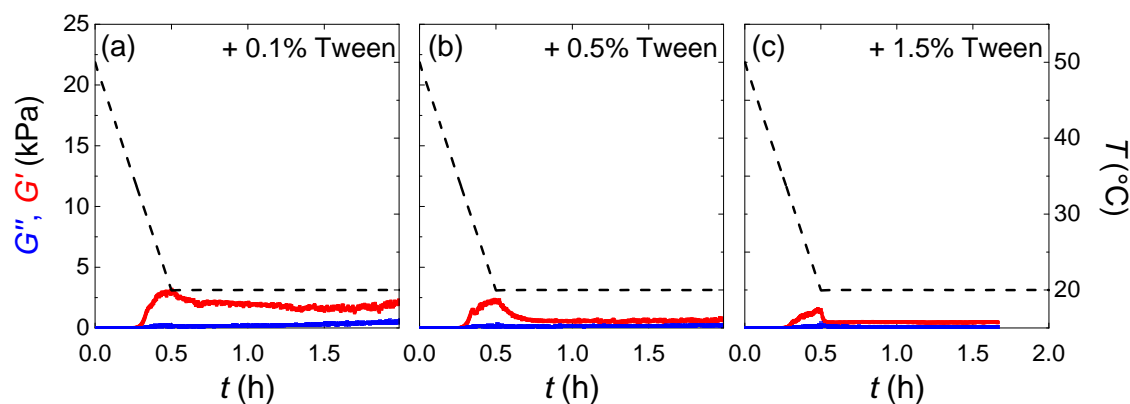 (a) + 0.1% Tween
(b) + 0.5% Tween
(c) + 1.5% Tween
G″, G′ (kPa)
25
20
15
10
5
0
T (°C)
50
40
30
20
0.0 0.5 1.0 1.5
0.0 0.5 1.0 1.5
0.0 0.5 1.0 1.5 2.0
t (h)
t (h)
t (h)